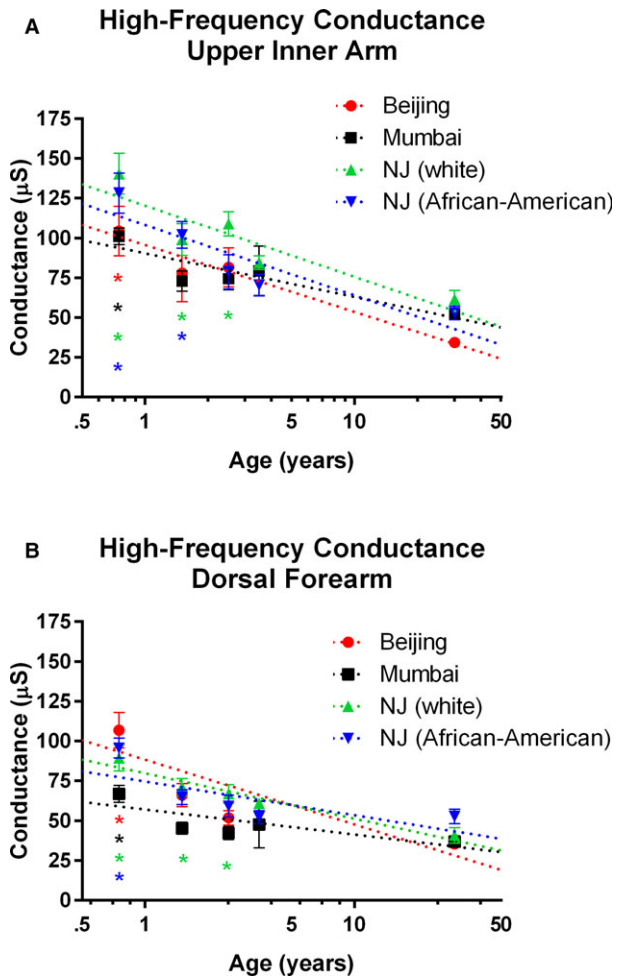 A
High-Frequency Conductance
Upper Inner Arm
Beijing
Mumbai
NJ (white)
NJ (African-American)
175
150
125
100
75
50
25
0
Conductance (µS)
*
*
* * *
* *
.5 1 5 10 50
Age (years)
B
High-Frequency Conductance
Dorsal Forearm
Beijing
Mumbai
NJ (white)
NJ (African-American)
175
150
125
100
75
50
25
0
Conductance (µS)
*
*
* * *
*
.5 1 5 10 50
Age (years)